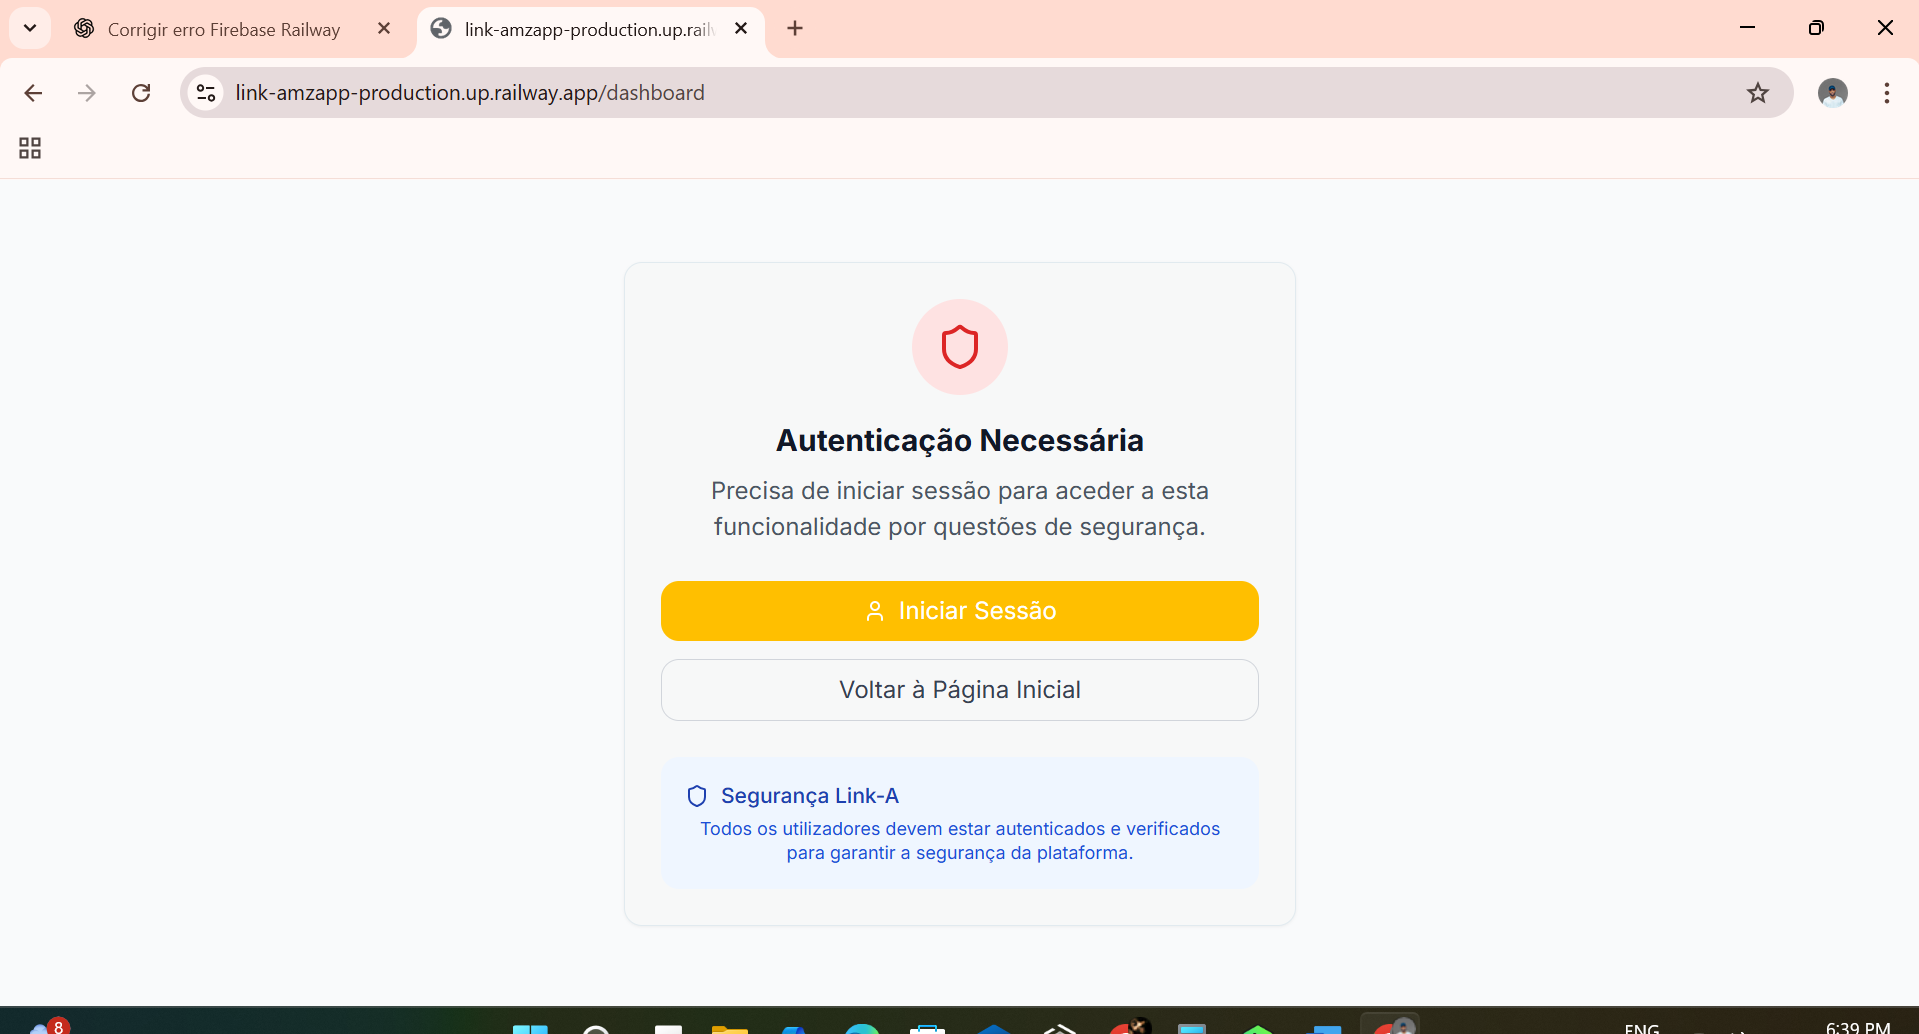 Corrigir erro Firebase Railway
link-amzapp-production.up.rail
link-amzapp-production.up.railway.app/dashboard
Autenticação Necessária
Precisa de iniciar sessão para aceder a esta
funcionalidade por questões de segurança.
Iniciar Sessão
Voltar à Página Inicial
Segurança Link-A
Todos os utilizadores devem estar autenticados e verificados
para garantir a segurança da plataforma.
8
ENG
6:39 PM